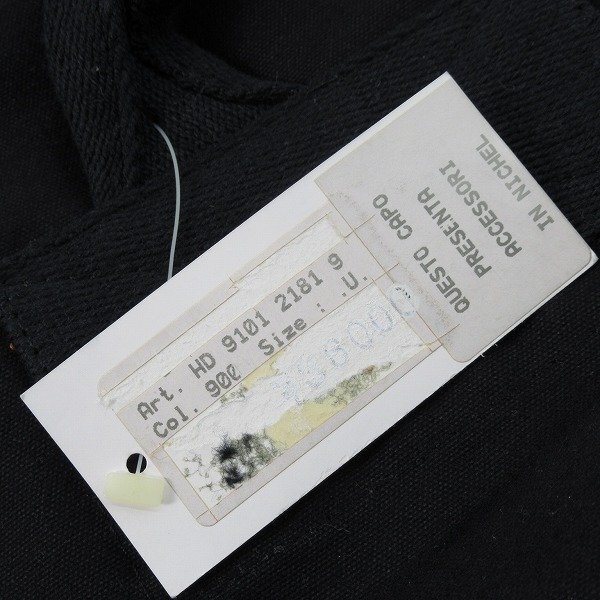 Art. HD 9101 2181 9
Col. 900 Size : .U.
QUESTO CAPO
PRESENTA
ACCESSORI
IN NICHEL